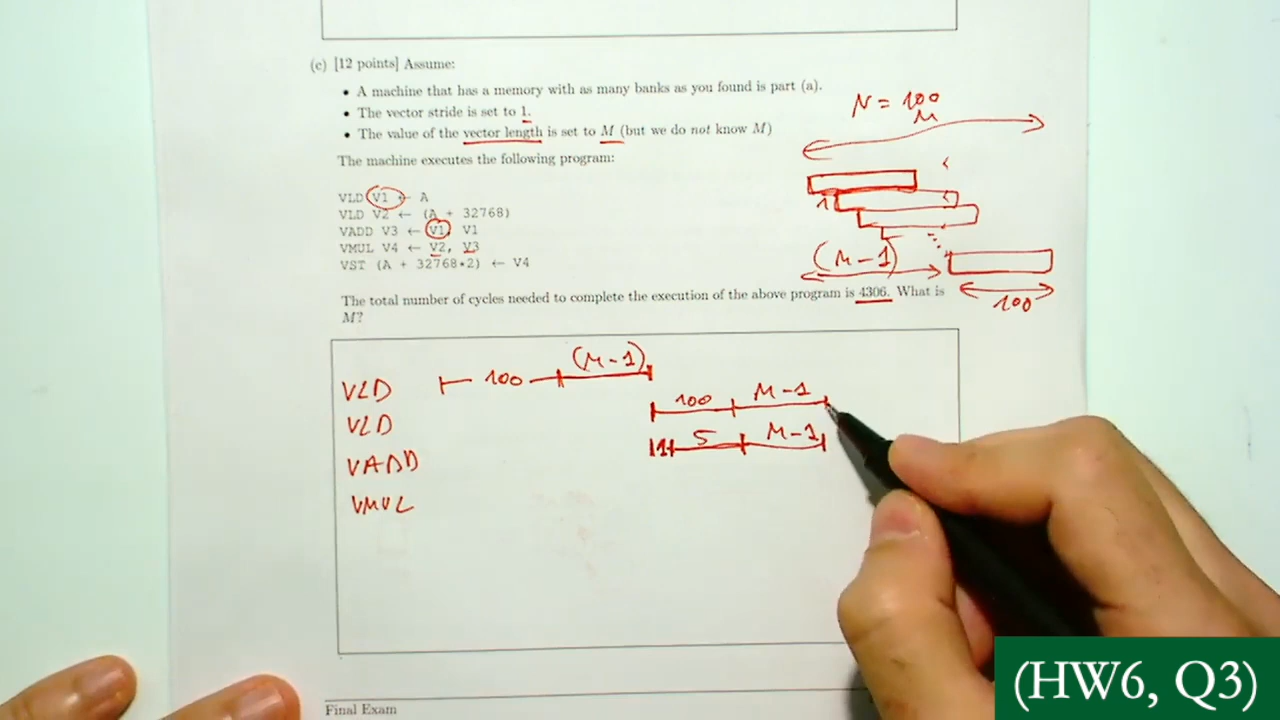 (c) [12 points] Assume:
• A machine that has a memory with as many banks as you found is part (a).
• The vector stride is set to 1.
• The value of the vector length is set to M (but we do not know M)
The machine executes the following program:
VLD V1 ← A
VLD V2 ← (A + 32768)
VADD V3 ← V1, V1
VMUL V4 ← V2, V3
VST (A + 32768*2) ← V4
The total number of cycles needed to complete the execution of the above program is 4306. What is
M?
N = 100
M
1
(M-1)
100
VLD 100 (M-1)
VLD 100 M-1
VADD 1 5 M-1
VMUL
Final Exam
(HW6, Q3)